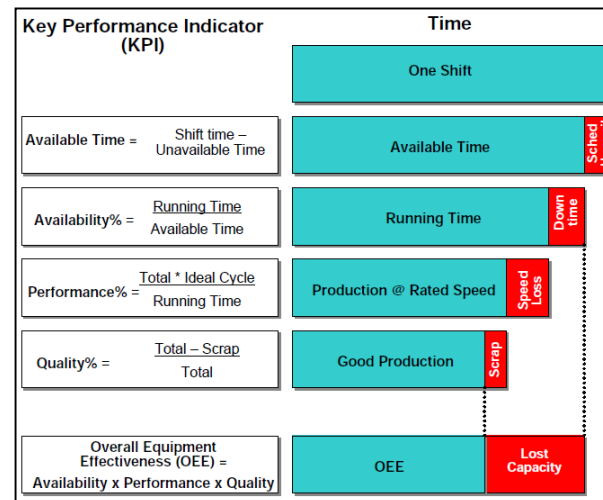 Key Performance Indicator
(KPI)
Time
One Shift
Available Time =
Shift time –
Unavailable Time
Available Time
Sched
Availability% =
Running Time
Available Time
Running Time
Down
time
Performance% =
Total * Ideal Cycle
Running Time
Production @ Rated Speed
Speed
Loss
Quality% =
Total – Scrap
Total
Good Production
Scrap
Overall Equipment
Effectiveness (OEE) =
Availability x Performance x Quality
OEE
Lost
Capacity